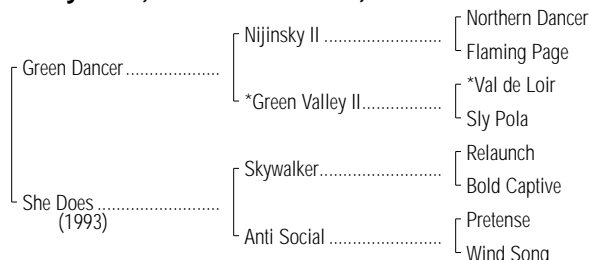 Northern Dancer
Nijinsky II
Flaming Page
Green Dancer
*Val de Loir
*Green Valley II
Sly Pola
Relaunch
Skywalker
Bold Captive
She Does
(1993)
Pretense
Anti Social
Wind Song